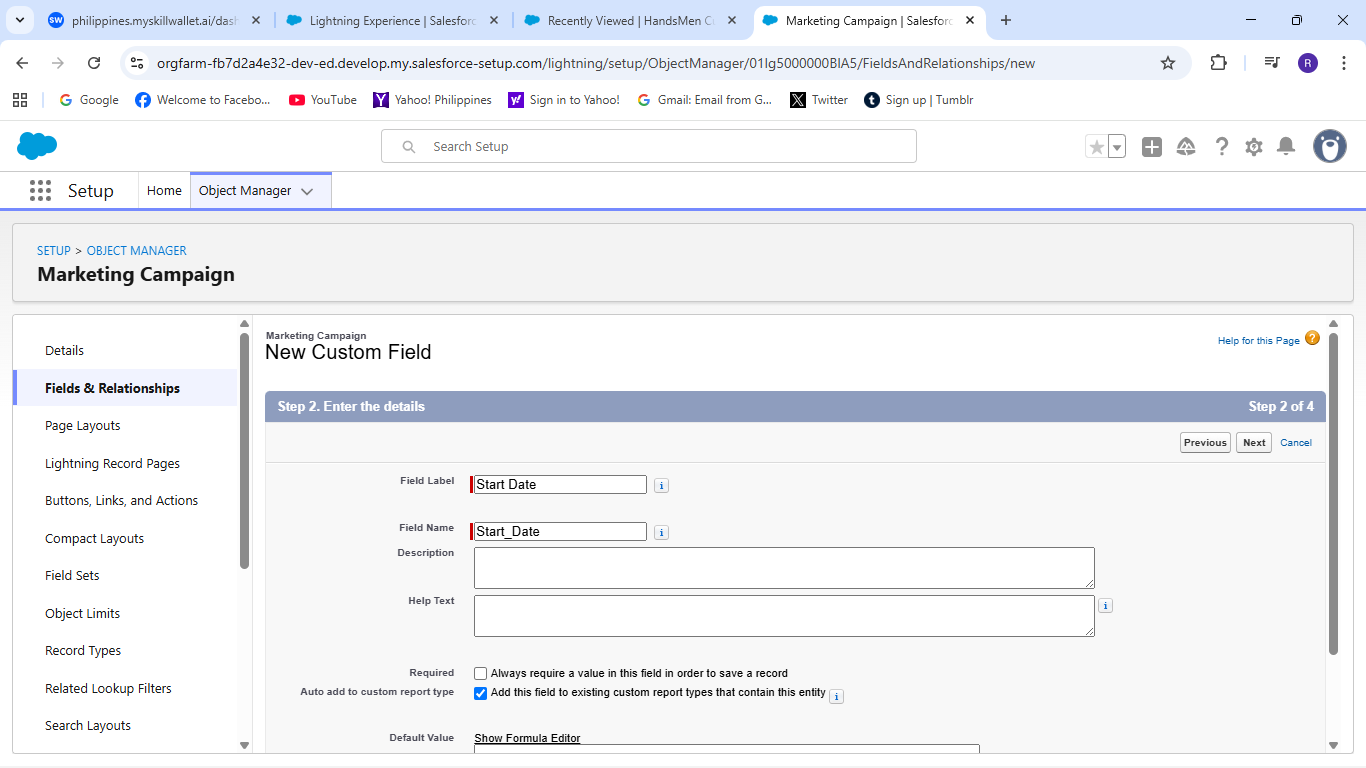 philippines.myskillwallet.ai/dash
Lightning Experience | Salesforc
Recently Viewed | HandsMen Cu
Marketing Campaign | Salesforc
orgfarm-fb7d2a4e32-dev-ed.develop.my.salesforce-setup.com/lightning/setup/ObjectManager/01Ig5000000BIA5/FieldsAndRelationships/new
R
Google
Welcome to Facebo...
YouTube
Yahoo! Philippines
Sign in to Yahoo!
Gmail: Email from G...
Twitter
Sign up | Tumblr
Search Setup
Setup
Home
Object Manager
SETUP > OBJECT MANAGER
Marketing Campaign
Details
Fields & Relationships
Page Layouts
Lightning Record Pages
Buttons, Links, and Actions
Compact Layouts
Field Sets
Object Limits
Record Types
Related Lookup Filters
Search Layouts
Marketing Campaign
New Custom Field
Help for this Page
Step 2. Enter the details
Step 2 of 4
Previous
Next
Cancel
Field Label
Start Date
Field Name
Start_Date
Description
Help Text
Required
Always require a value in this field in order to save a record
Auto add to custom report type
Add this field to existing custom report types that contain this entity
Default Value
Show Formula Editor